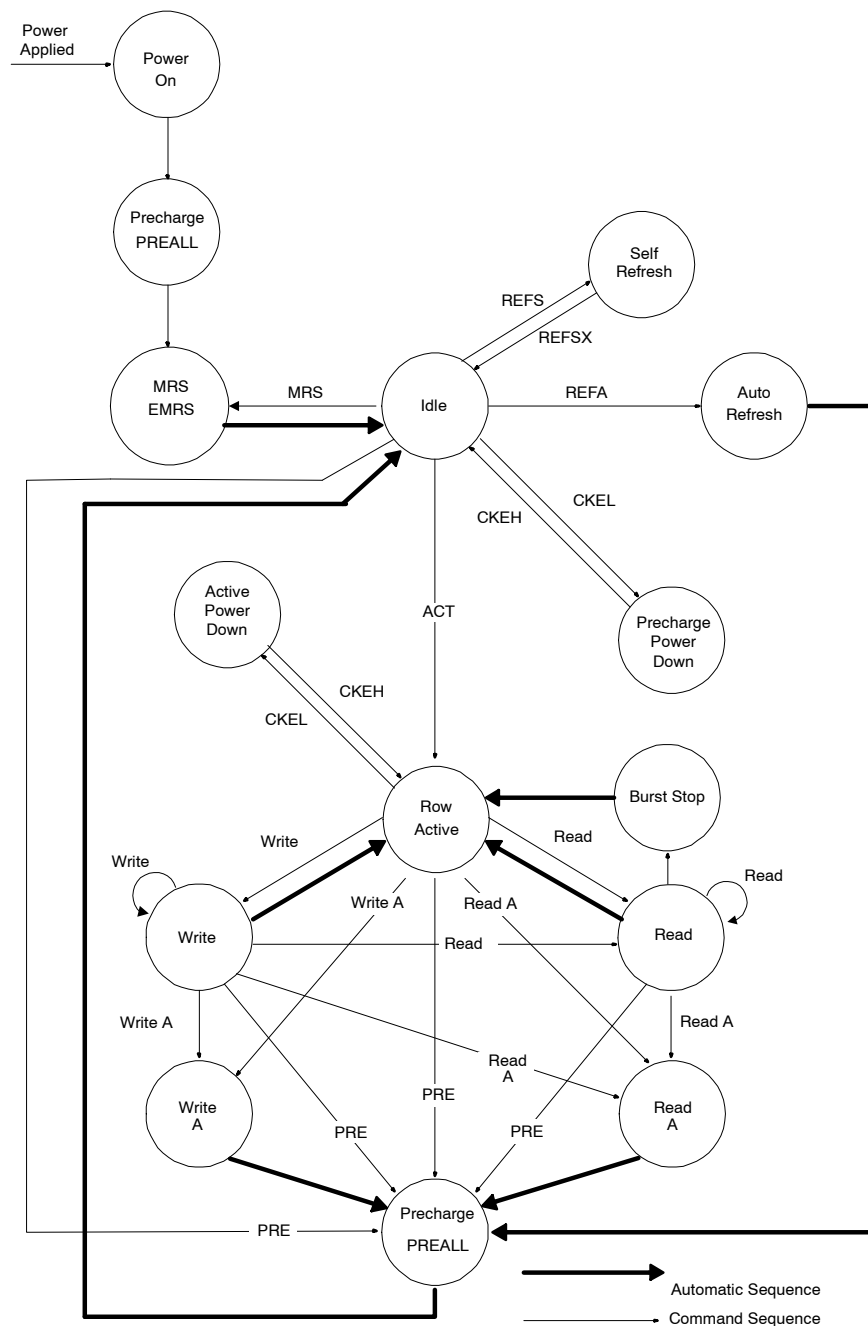 Power
Applied
Power
On
Precharge
PREALL
Self
Refresh
REFS
REFSX
MRS
EMRS
MRS
Idle
REFA
Auto
Refresh
CKEL
CKEH
Active
Power
Down
ACT
Precharge
Power
Down
CKEH
CKEL
Row
Active
Burst Stop
Write
Read
Write
Read
Write A
Read A
Write
Read
Read
Write A
Read A
Read
A
Write
A
Read
A
PRE
PRE
PRE
Precharge
PREALL
PRE
Automatic Sequence
Command Sequence